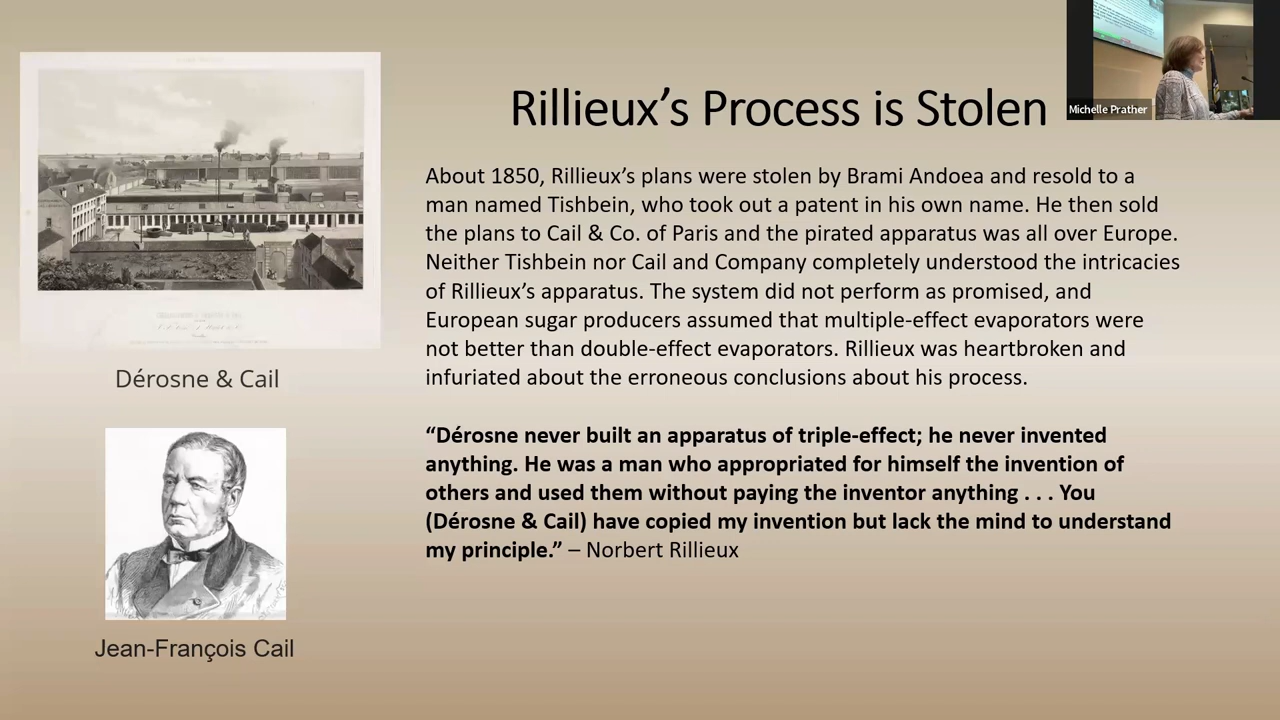 Rillieux’s Process is Stolen
Michelle Prather
About 1850, Rillieux’s plans were stolen by Brami Andoea and resold to a
man named Tishbein, who took out a patent in his own name. He then sold
the plans to Cail & Co. of Paris and the pirated apparatus was all over Europe.
Neither Tishbein nor Cail and Company completely understood the intricacies
of Rillieux’s apparatus. The system did not perform as promised, and
European sugar producers assumed that multiple-effect evaporators were
not better than double-effect evaporators. Rillieux was heartbroken and
infuriated about the erroneous conclusions about his process.
“Dérosne never built an apparatus of triple-effect; he never invented
anything. He was a man who appropriated for himself the invention of
others and used them without paying the inventor anything . . . You
(Dérosne & Cail) have copied my invention but lack the mind to understand
my principle.” – Norbert Rillieux
Dérosne & Cail
Jean-François Cail